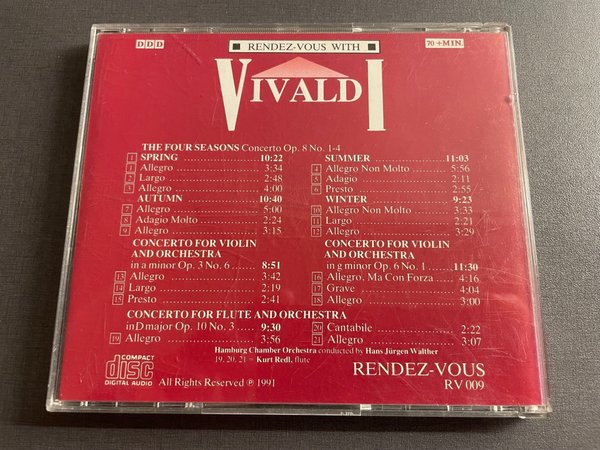 DDD
RENDEZ-VOUS WITH
70 + MIN.
VIVALDI
THE FOUR SEASONS Concerto Op. 8 No. 1-4
1 SPRING 10:22
1 Allegro 3:34
2 Largo 2:48
3 Allegro 4:00
AUTUMN 10:40
7 Allegro 5:00
8 Adagio Molto 2:24
9 Allegro 3:15
CONCERTO FOR VIOLIN
AND ORCHESTRA
in a minor Op. 3 No. 6 8:51
13 Allegro 3:42
14 Largo 2:19
15 Presto 2:41
SUMMER 11:03
4 Allegro Non Molto 5:56
5 Adagio 2:11
6 Presto 2:55
WINTER 9:23
10 Allegro Non Molto 3:33
11 Largo 2:21
12 Allegro 3:29
CONCERTO FOR VIOLIN
AND ORCHESTRA
in g minor Op. 6 No. 1 11:30
16 Allegro, Ma Con Forza 4:16
17 Grave 4:04
18 Allegro 3:00
CONCERTO FOR FLUTE AND ORCHESTRA
in D major Op. 10 No. 3 9:30
19 Allegro 3:56
20 Cantabile 2:22
21 Allegro 3:07
Hamburg Chamber Orchestra conducted by Hans Jürgen Walther
19, 20, 21 = Kurt Redl, flute
COMPACT
disc
DIGITAL AUDIO
All Rights Reserved ℗ 1991
RENDEZ-VOUS
RV 009